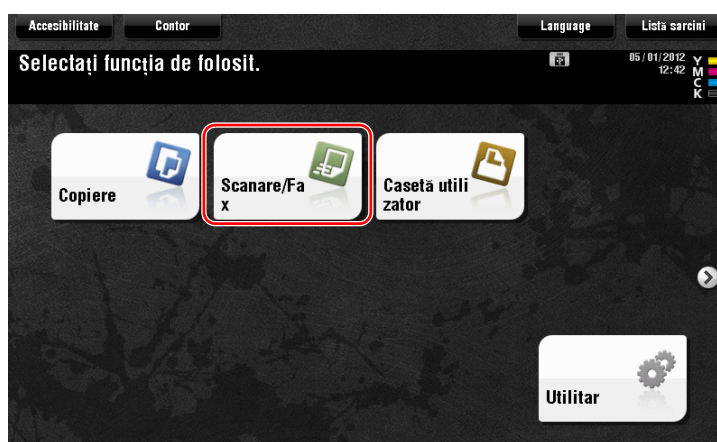 Accesibilitate Contor Language Listă sarcini
Selectați funcția de folosit.
05/01/2012
12:42
Y
M
C
K
Copiere
Scanare/Fa
x
Casetă utili
zator
Utilitar